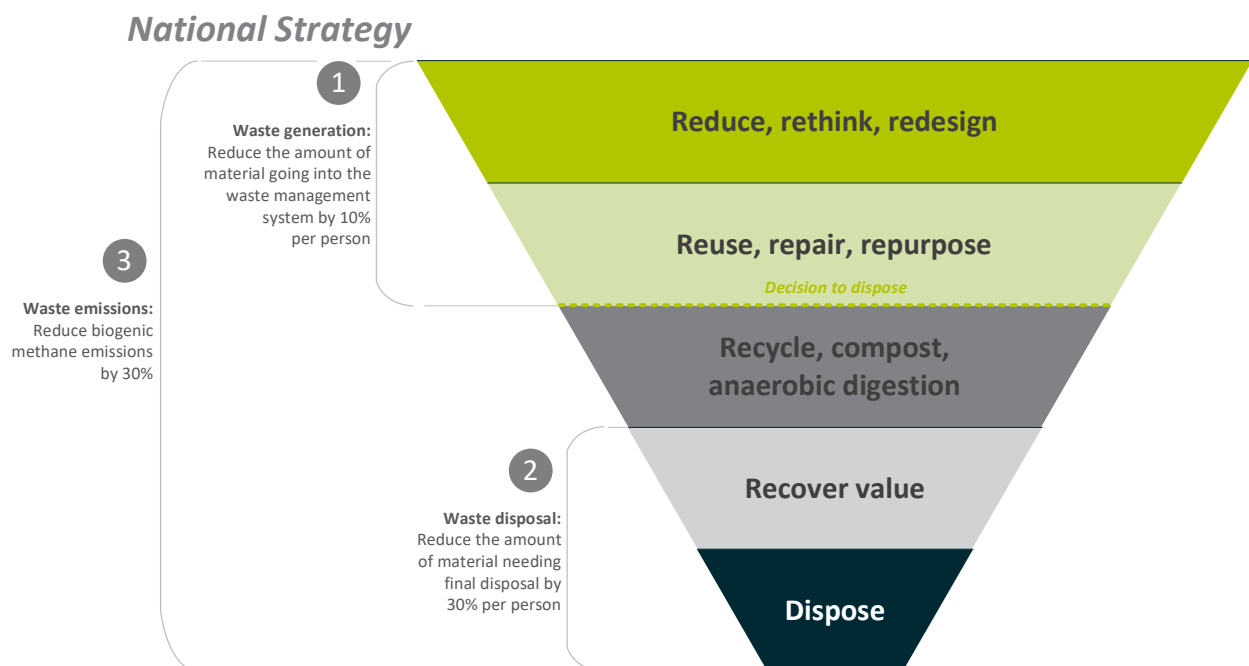 National Strategy
1
Waste generation:
Reduce the amount of
material going into the
waste management
system by 10%
per person
3
Waste emissions:
Reduce biogenic
methane emissions
by 30%
2
Waste disposal:
Reduce the amount
of material needing
final disposal by
30% per person
Reduce, rethink, redesign
Reuse, repair, repurpose
Decision to dispose
Recycle, compost,
anaerobic digestion
Recover value
Dispose